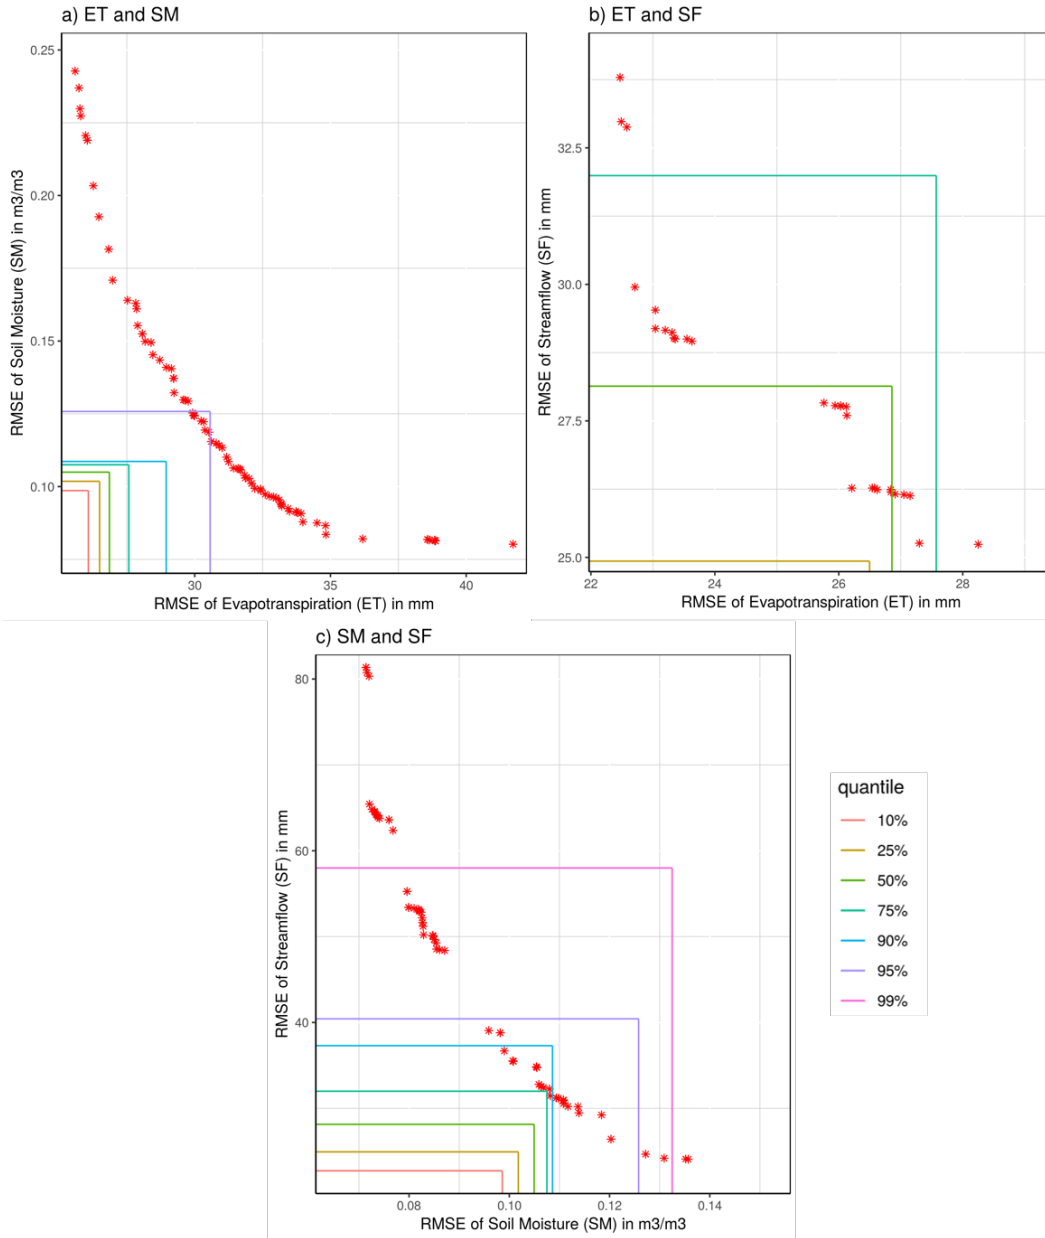 a) ET and SM
RMSE of Soil Moisture (SM) in m3/m3
0.25
0.20
0.15
0.10
30
35
40
RMSE of Evapotranspiration (ET) in mm
b) ET and SF
RMSE of Streamflow (SF) in mm
32.5
30.0
27.5
25.0
22
24
26
28
RMSE of Evapotranspiration (ET) in mm
c) SM and SF
RMSE of Streamflow (SF) in mm
80
60
40
0.08
0.10
0.12
0.14
RMSE of Soil Moisture (SM) in m3/m3
quantile
10%
25%
50%
75%
90%
95%
99%